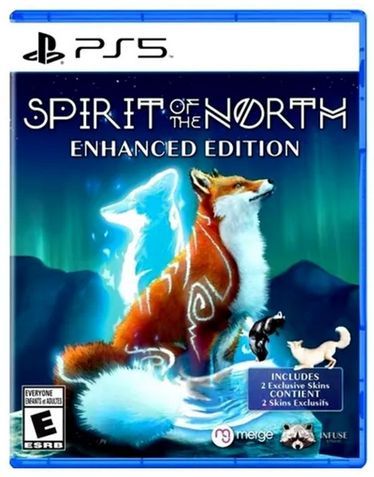 PS5
SPIRIT OF THE NORTH
ENHANCED EDITION
INCLUDES
2 Exclusive Skins
CONTIENT
2 Skins Exclusifs
EVERYONE
ENFANTS et ADULTES
E
ESRB
merge
INFUSE